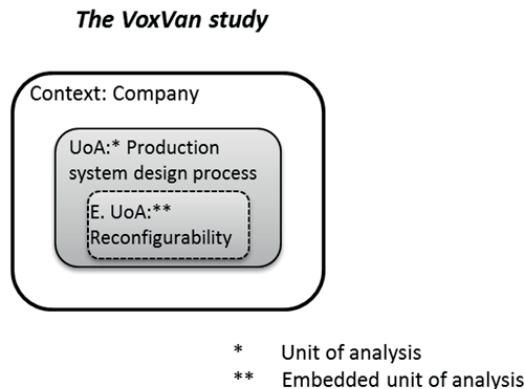 The VoxVan study
Context: Company
UoA:* Production
system design process
E. UoA:**
Reconfigurability
* Unit of analysis
** Embedded unit of analysis